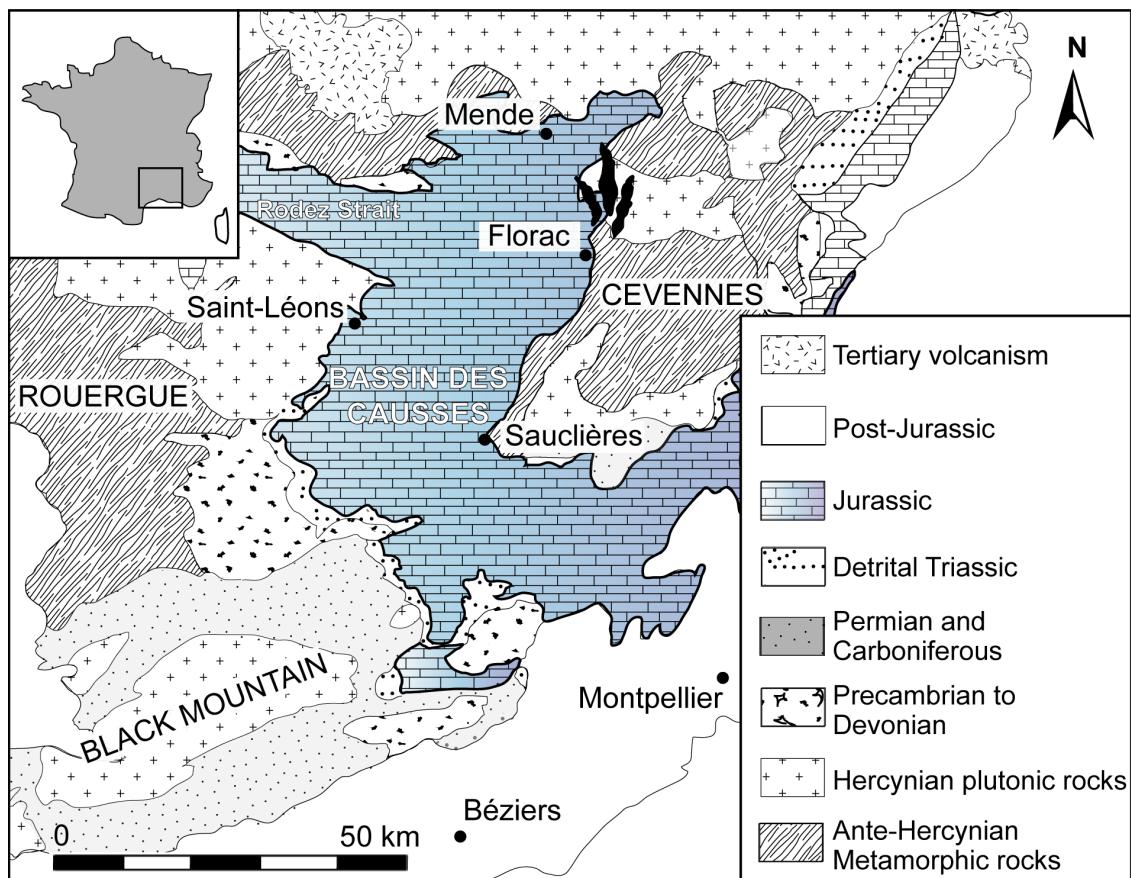 N
Mende
Rodez Strait
Florac
CEVENNES
Saint-Léons
ROUERGUE
BASSIN DES
CAUSSES
Sauclières
BLACK MOUNTAIN
Montpellier
Béziers
0
50 km
Tertiary volcanism
Post-Jurassic
Jurassic
Detrital Triassic
Permian and
Carboniferous
Precambrian to
Devonian
Hercynian plutonic rocks
Ante-Hercynian
Metamorphic rocks